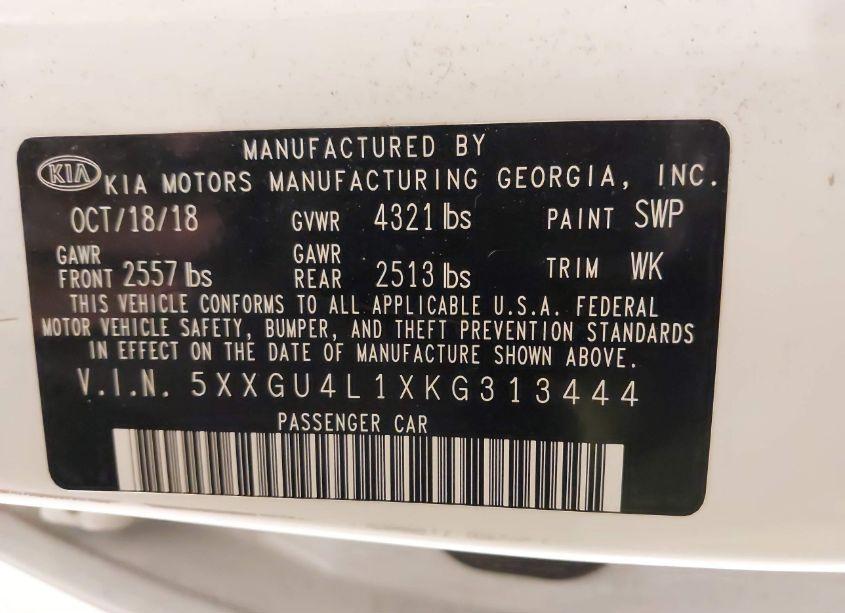 MANUFACTURED BY
KIA KIA MOTORS MANUFACTURING GEORGIA, INC.
OCT/18/18 GVWR 4321 lbs PAINT SWP
GAWR FRONT 2557 lbs GAWR REAR 2513 lbs TRIM WK
THIS VEHICLE CONFORMS TO ALL APPLICABLE U.S.A. FEDERAL
MOTOR VEHICLE SAFETY, BUMPER, AND THEFT PREVENTION STANDARDS
IN EFFECT ON THE DATE OF MANUFACTURE SHOWN ABOVE.
V.I.N. 5XXGU4L1XKG313444
PASSENGER CAR